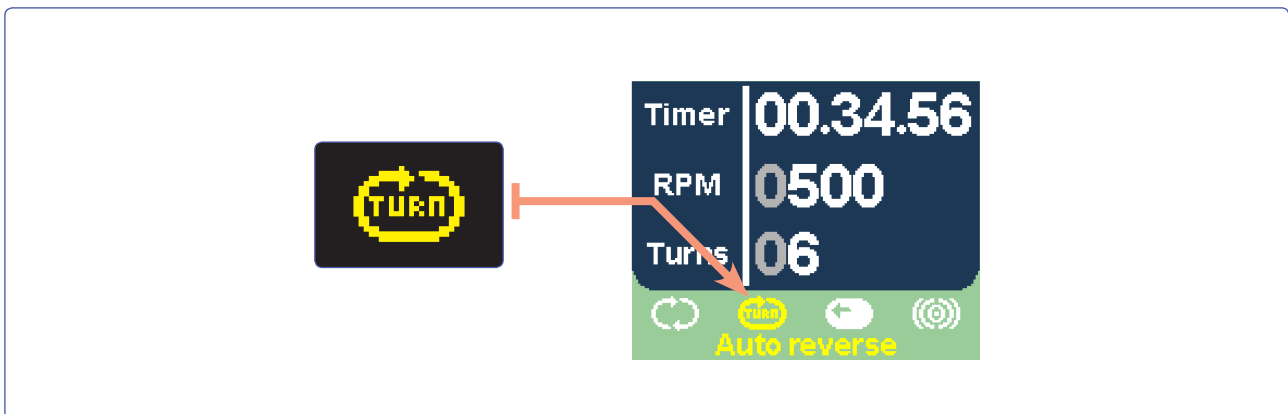 TURN
Timer 00.34.56
RPM 0500
Turns 06
TURN
Auto reverse